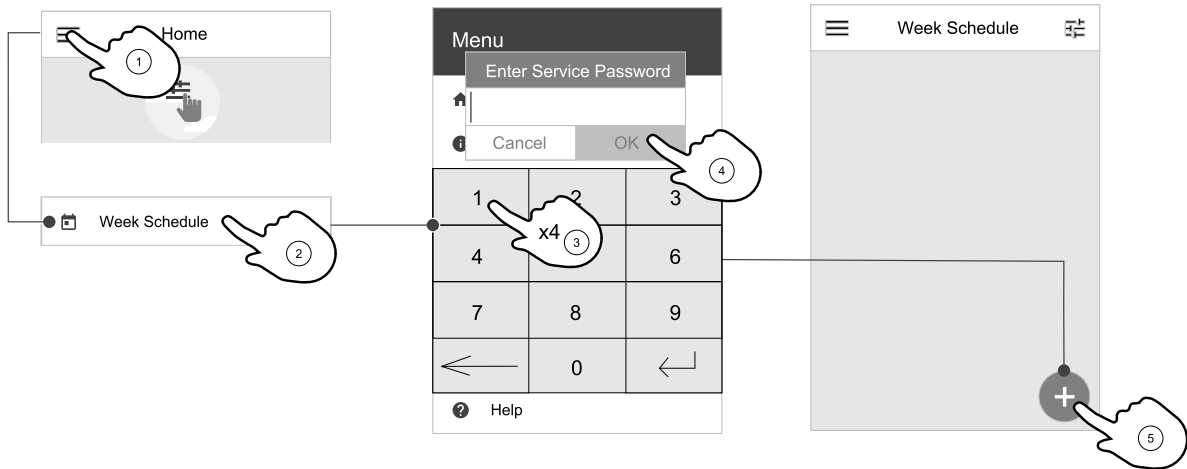 Home
1
Week Schedule
2
Menu
Enter Service Password
Cancel OK
4
1 2 3
x4 3
4 6
7 8 9
0
Help
Week Schedule
+
5